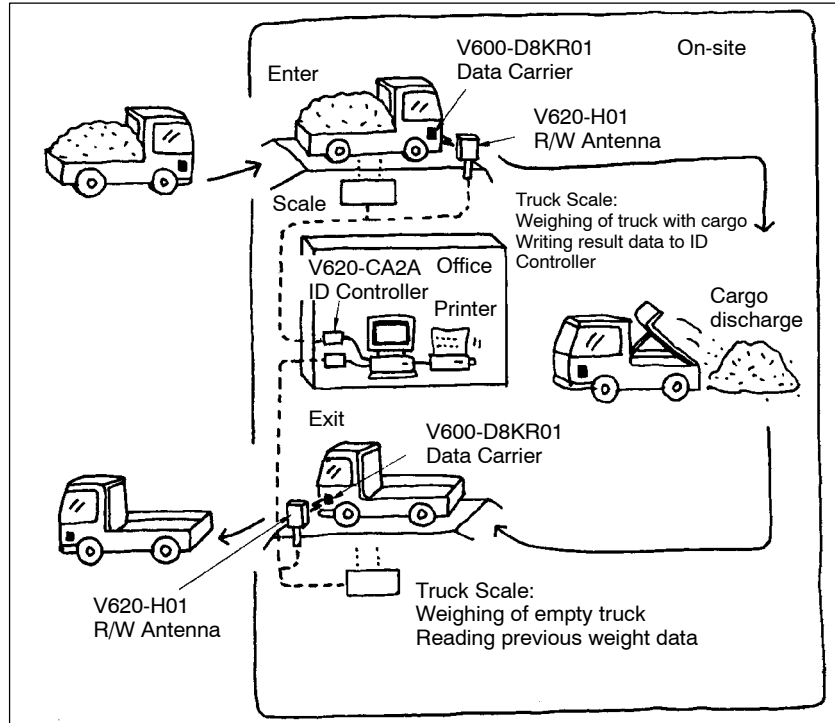 V600-D8KR01
Data Carrier
On-site
Enter
V620-H01
R/W Antenna
Scale
Truck Scale:
Weighing of truck with cargo
Writing result data to ID
Controller
V620-CA2A Office
ID Controller
Printer
Cargo
discharge
Exit
V600-D8KR01
Data Carrier
V620-H01
R/W Antenna
Truck Scale:
Weighing of empty truck
Reading previous weight data